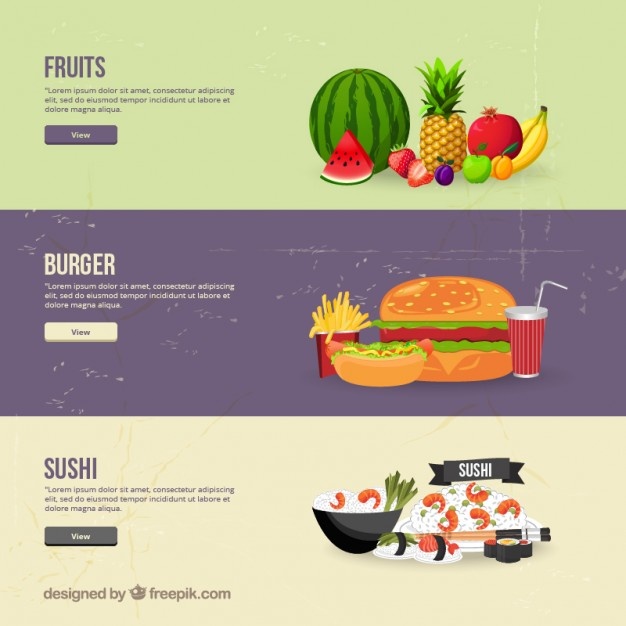 FRUITS
"Lorem ipsum dolor sit amet, consectetur adipiscing
elit, sed do eiusmod tempor incididunt ut labore et
dolore magna aliqua.
View
BURGER
"Lorem ipsum dolor sit amet, consectetur adipiscing
elit, sed do eiusmod tempor incididunt ut labore et
dolore magna aliqua.
View
SUSHI
SUSHI
"Lorem ipsum dolor sit amet, consectetur adipiscing
elit, sed do eiusmod tempor incididunt ut labore et
dolore magna aliqua.
View
designed by freepik.com